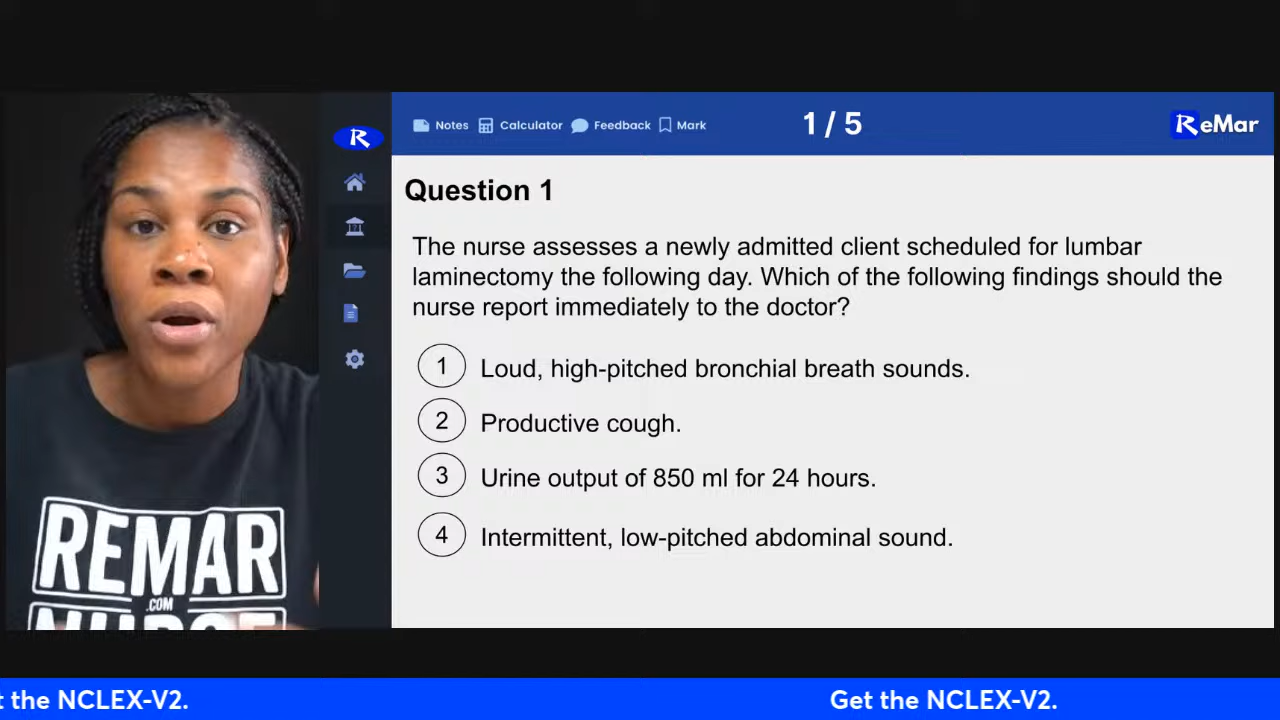 Notes
Calculator
Feedback
Mark
1 / 5
ReMar
R
Question 1
The nurse assesses a newly admitted client scheduled for lumbar
laminectomy the following day. Which of the following findings should the
nurse report immediately to the doctor?
1 Loud, high-pitched bronchial breath sounds.
2 Productive cough.
3 Urine output of 850 ml for 24 hours.
4 Intermittent, low-pitched abdominal sound.
REMAR
.COM
NURSE
the NCLEX-V2.
Get the NCLEX-V2.